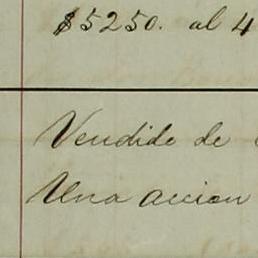 $5250. al 4
Vendido de
Una accion